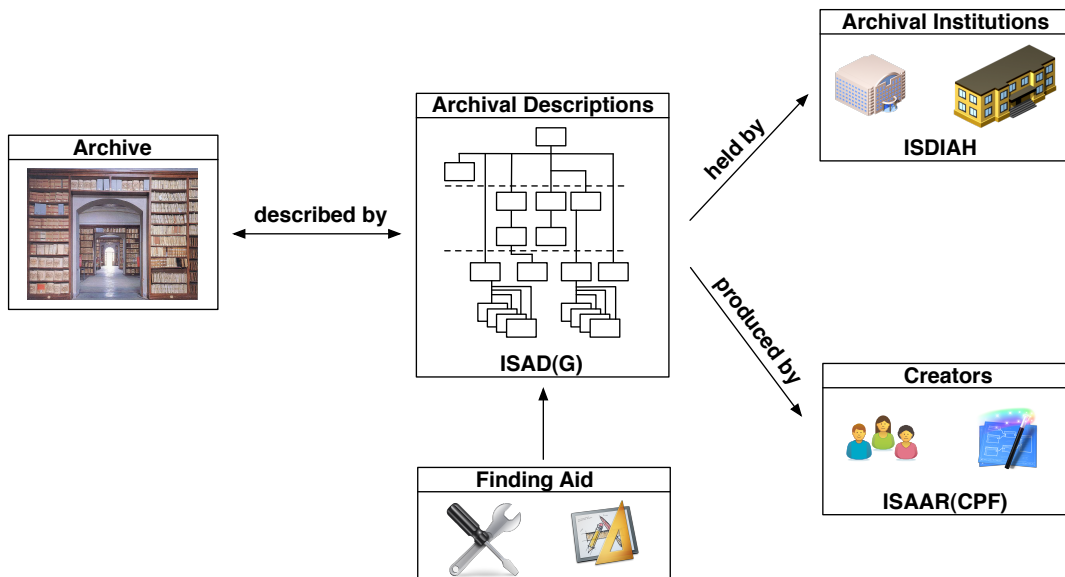 Archival Institutions
ISDIAH
Archival Descriptions
ISAD(G)
Archive
described by
held by
produced by
Creators
ISAAR(CPF)
Finding Aid